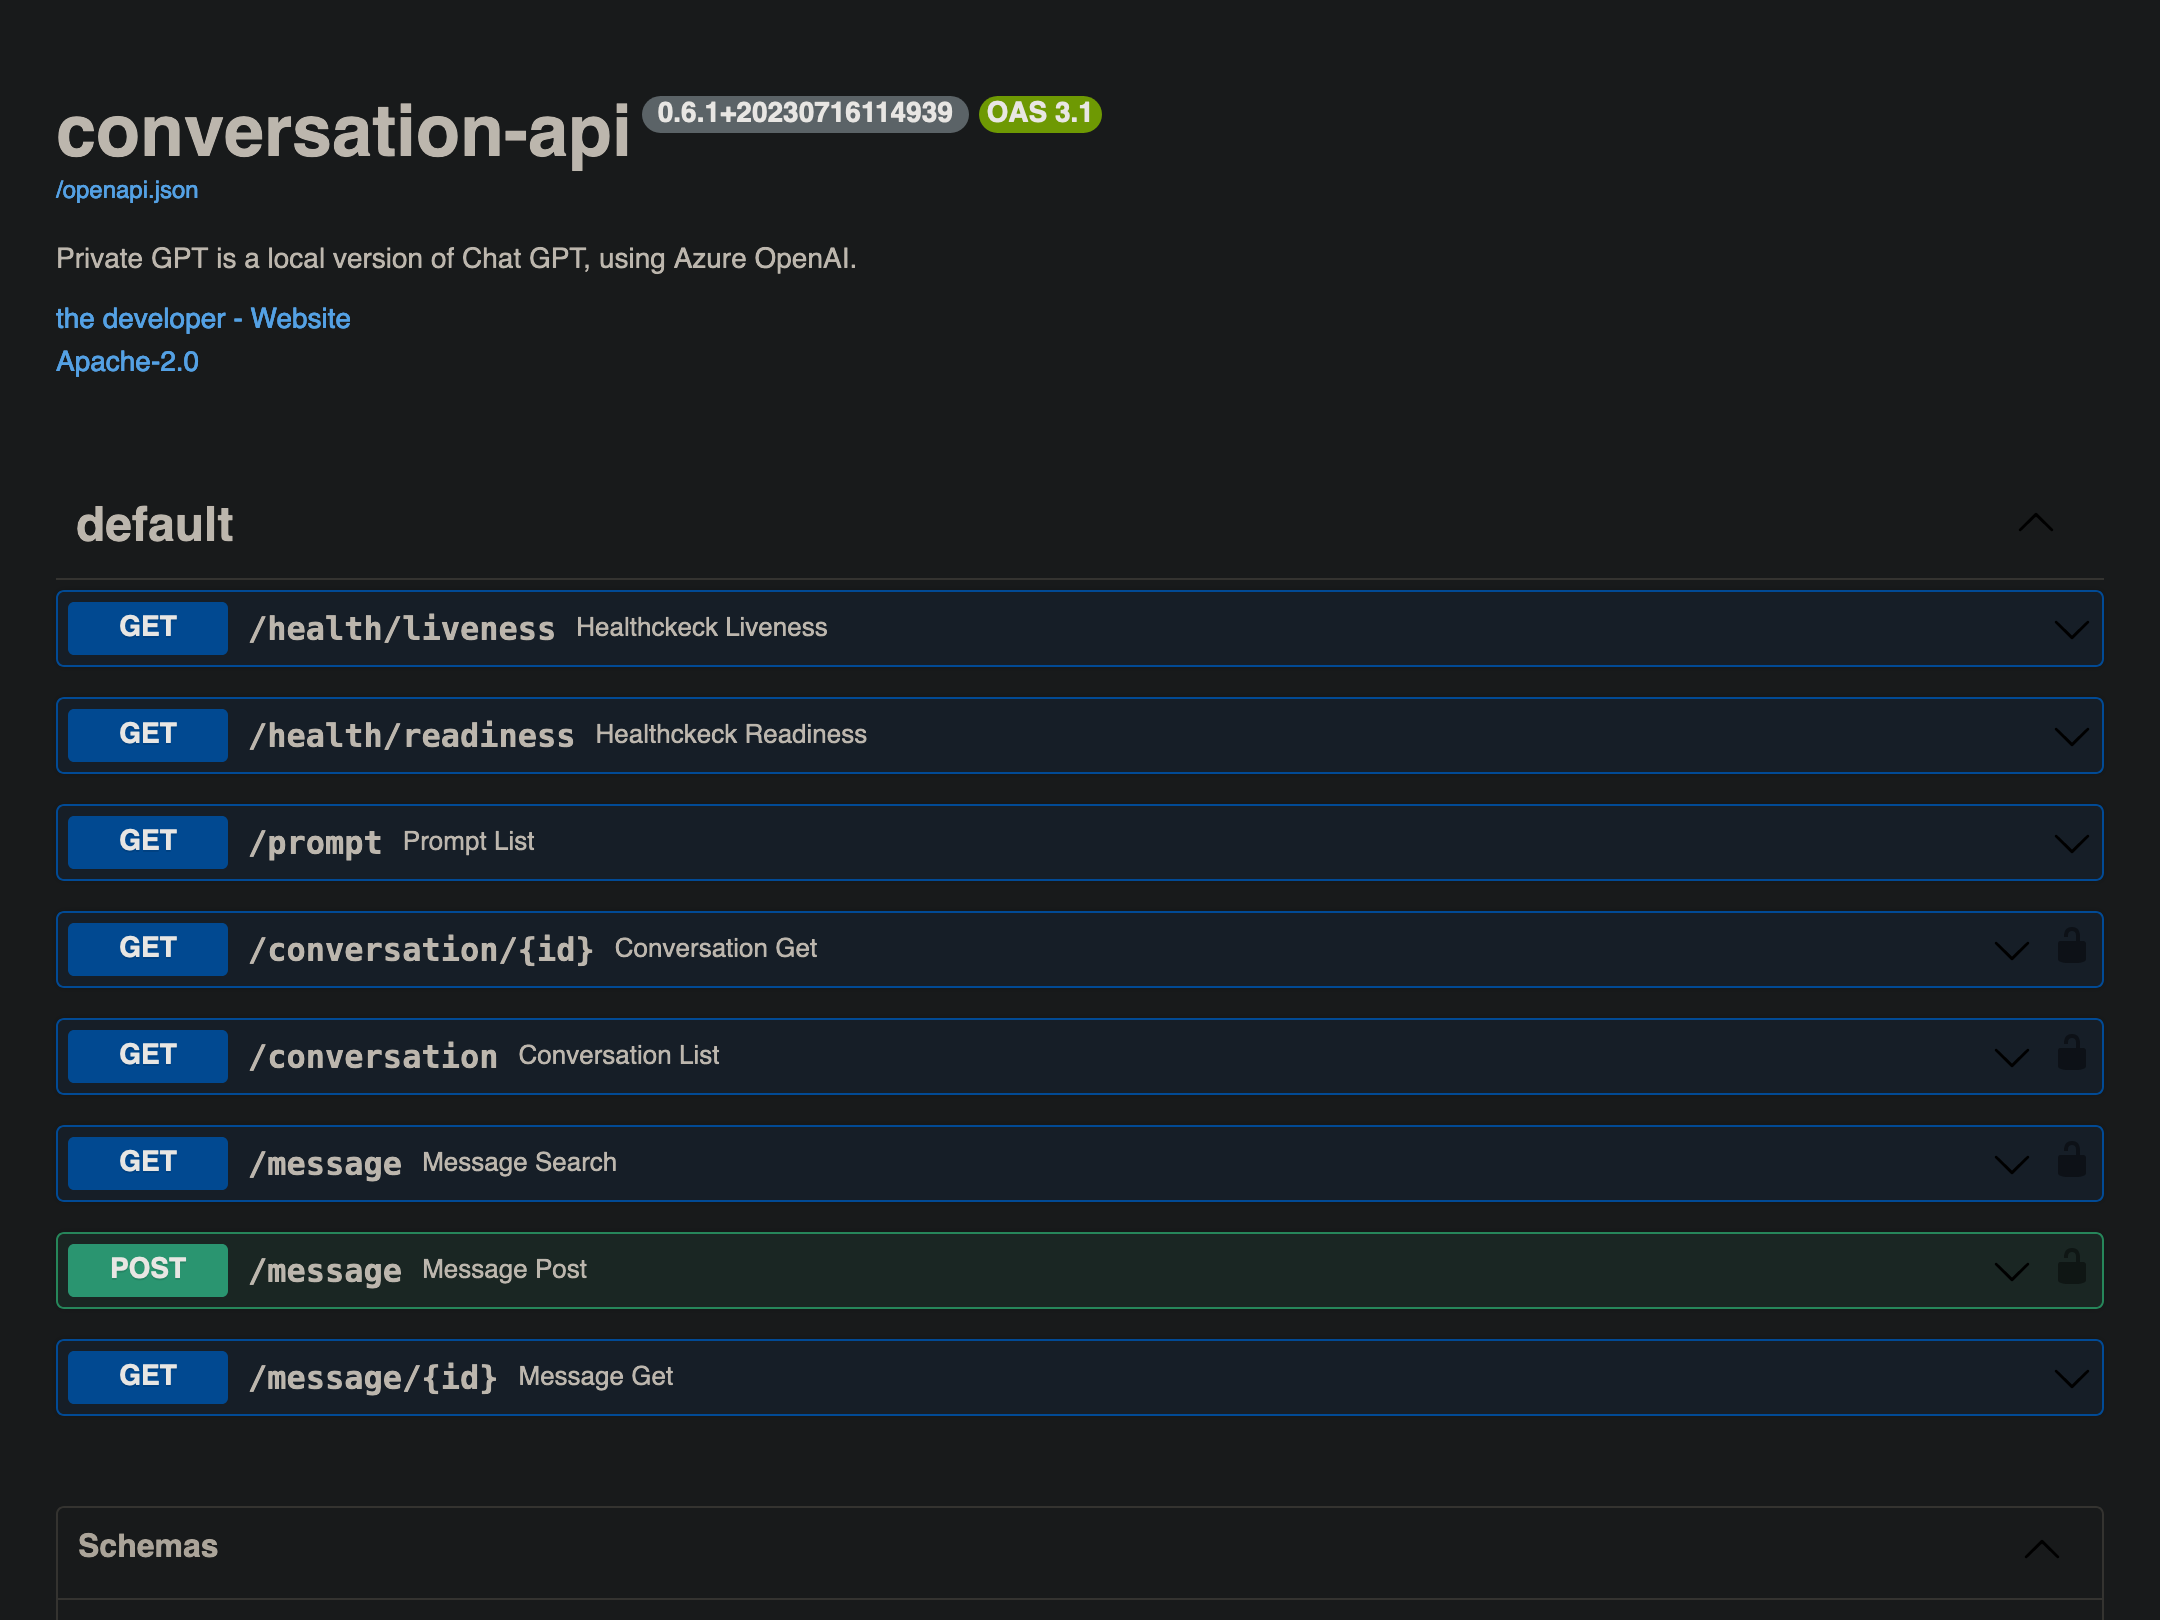 conversation-api 0.6.1+20230716114939 OAS 3.1
/openapi.json
Private GPT is a local version of Chat GPT, using Azure OpenAI.
the developer - Website
Apache-2.0
default
GET /health/liveness Healthckeck Liveness
GET /health/readiness Healthckeck Readiness
GET /prompt Prompt List
GET /conversation/{id} Conversation Get
GET /conversation Conversation List
GET /message Message Search
POST /message Message Post
GET /message/{id} Message Get
Schemas